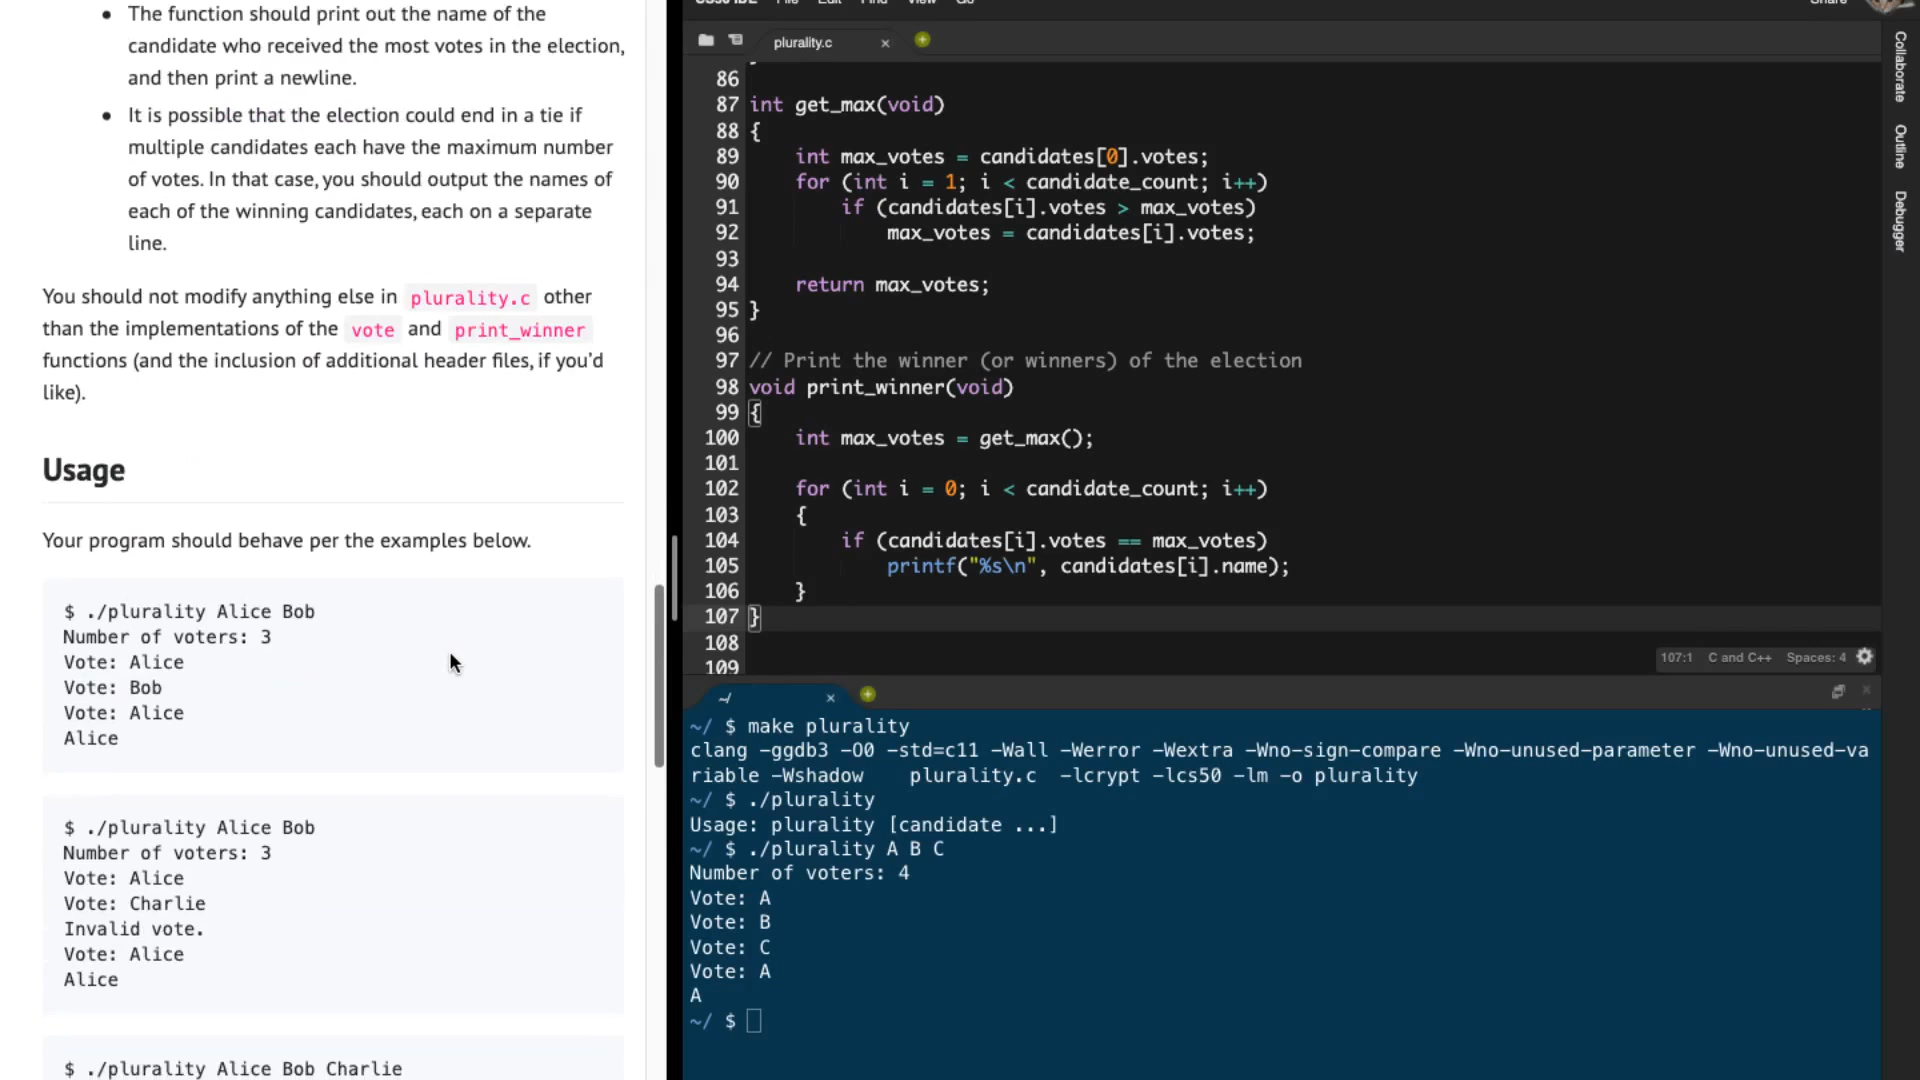 The function should print out the name of the
candidate who received the most votes in the election,
and then print a newline.
It is possible that the election could end in a tie if
multiple candidates each have the maximum number
of votes. In that case, you should output the names of
each of the winning candidates, each on a separate
line.
You should not modify anything else in plurality.c other
than the implementations of the vote and print_winner
functions (and the inclusion of additional header files, if you'd
like).
Usage
Your program should behave per the examples below.
$ ./plurality Alice Bob
Number of voters: 3
Vote: Alice
Vote: Bob
Vote: Alice
Alice
$ ./plurality Alice Bob
Number of voters: 3
Vote: Alice
Vote: Charlie
Invalid vote.
Vote: Alice
Alice
$ ./plurality Alice Bob Charlie
CS50 IDE File Edit Find View Go Share
plurality.c
86
87 int get_max(void)
88 {
89     int max_votes = candidates[0].votes;
90     for (int i = 1; i < candidate_count; i++)
91         if (candidates[i].votes > max_votes)
92             max_votes = candidates[i].votes;
93
94     return max_votes;
95 }
96
97 // Print the winner (or winners) of the election
98 void print_winner(void)
99 {
100     int max_votes = get_max();
101
102     for (int i = 0; i < candidate_count; i++)
103     {
104         if (candidates[i].votes == max_votes)
105             printf("%s\n", candidates[i].name);
106     }
107 }
108
109
107:1 C and C++ Spaces: 4
Collaborate
Outline
Debugger
~/
~/ $ make plurality
clang -ggdb3 -O0 -std=c11 -Wall -Werror -Wextra -Wno-sign-compare -Wno-unused-parameter -Wno-unused-va
riable -Wshadow    plurality.c  -lcrypt -lcs50 -lm -o plurality
~/ $ ./plurality
Usage: plurality [candidate ...]
~/ $ ./plurality A B C
Number of voters: 4
Vote: A
Vote: B
Vote: C
Vote: A
A
~/ $